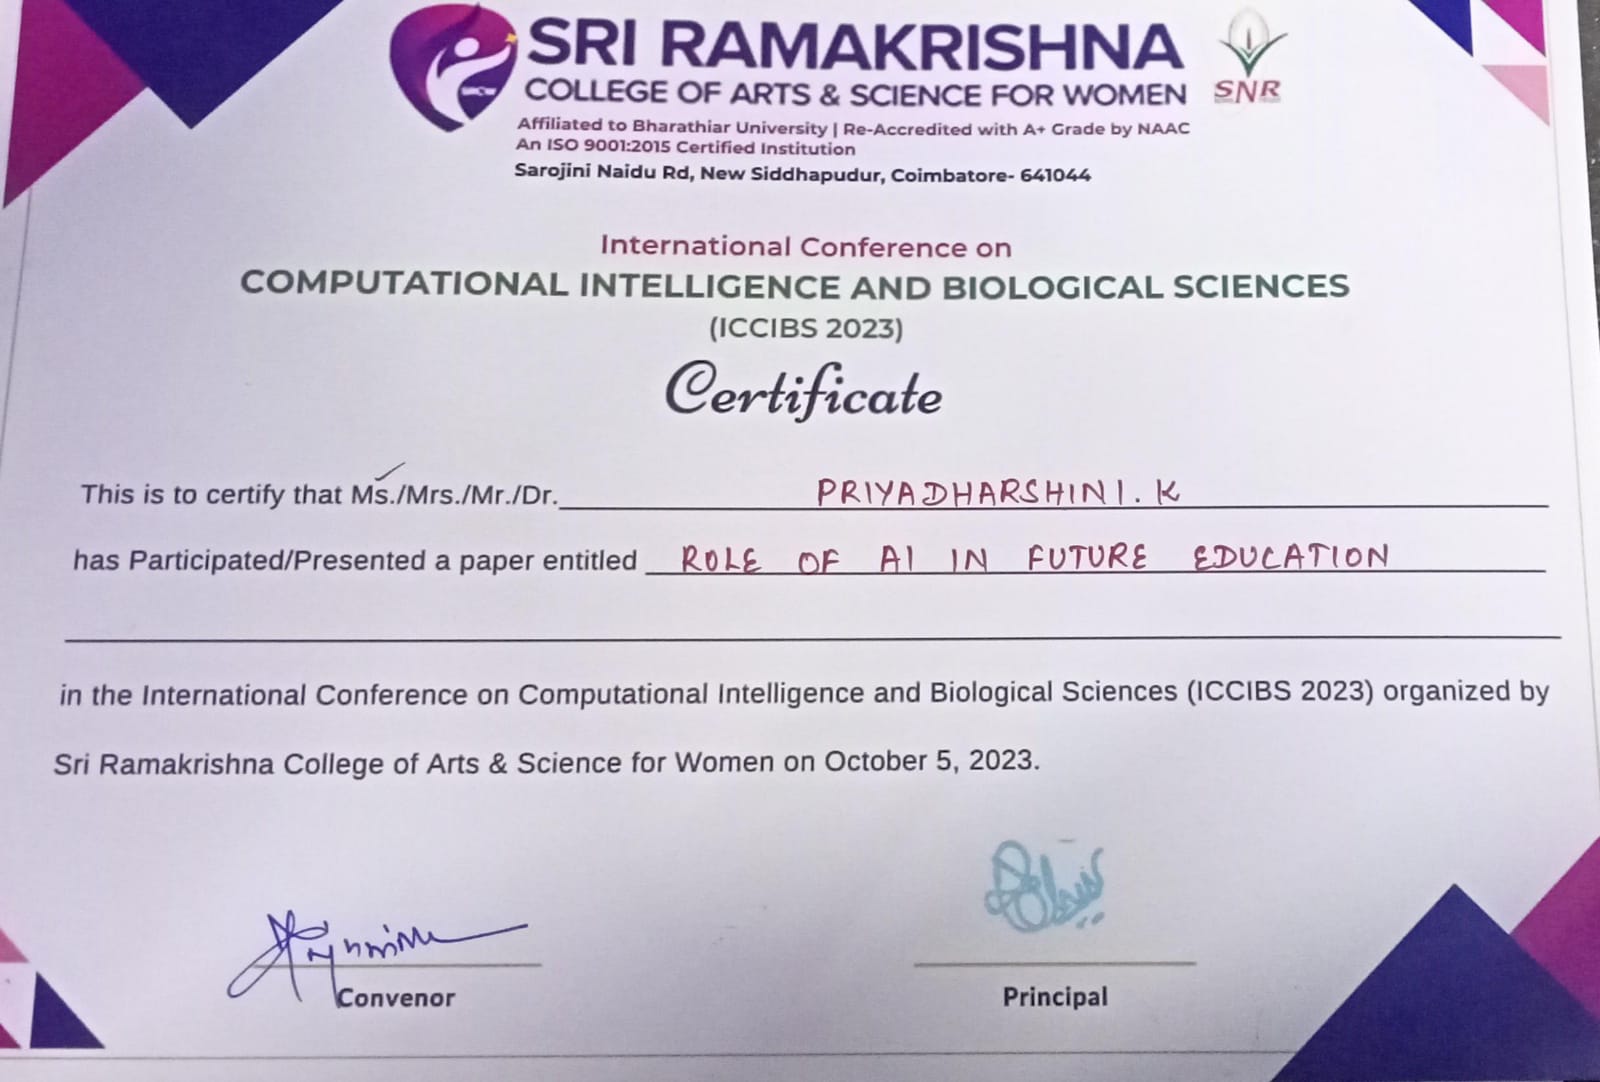 SRI RAMAKRISHNA
COLLEGE OF ARTS & SCIENCE FOR WOMEN
SRCW
SNR
Affiliated to Bharathiar University | Re-Accredited with A+ Grade by NAAC
An ISO 9001:2015 Certified Institution
Sarojini Naidu Rd, New Siddhapudur, Coimbatore- 641044
International Conference on
COMPUTATIONAL INTELLIGENCE AND BIOLOGICAL SCIENCES
(ICCIBS 2023)
Certificate
This is to certify that Ms./Mrs./Mr./Dr. PRIYADHARSHINI. K
has Participated/Presented a paper entitled ROLE OF AI IN FUTURE EDUCATION
in the International Conference on Computational Intelligence and Biological Sciences (ICCIBS 2023) organized by
Sri Ramakrishna College of Arts & Science for Women on October 5, 2023.
Convenor
Principal